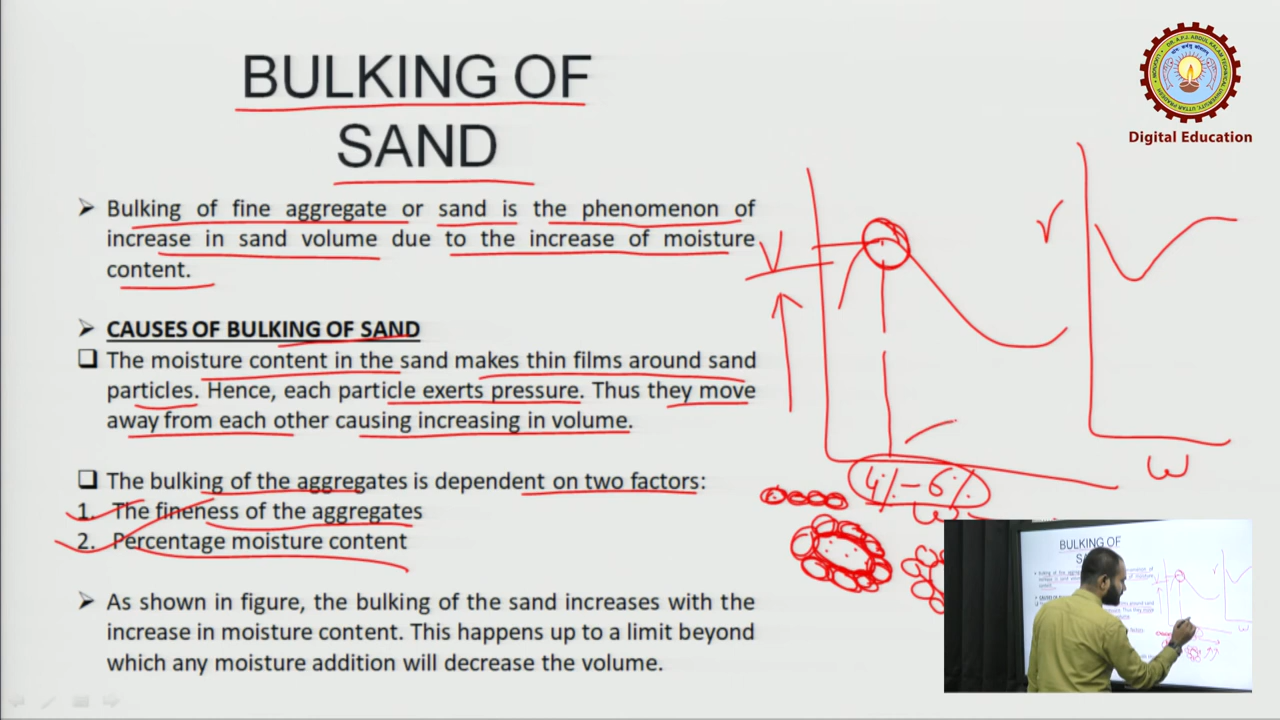 BULKING OF
SAND
Digital Education
➢ Bulking of fine aggregate or sand is the phenomenon of
increase in sand volume due to the increase of moisture
content.
➢ CAUSES OF BULKING OF SAND
❑ The moisture content in the sand makes thin films around sand
particles. Hence, each particle exerts pressure. Thus they move
away from each other causing increasing in volume.
❑ The bulking of the aggregates is dependent on two factors:
1. The fineness of the aggregates
2. Percentage moisture content
➢ As shown in figure, the bulking of the sand increases with the
increase in moisture content. This happens up to a limit beyond
which any moisture addition will decrease the volume.
V
4%-6%
W
r
W
BULKING OF